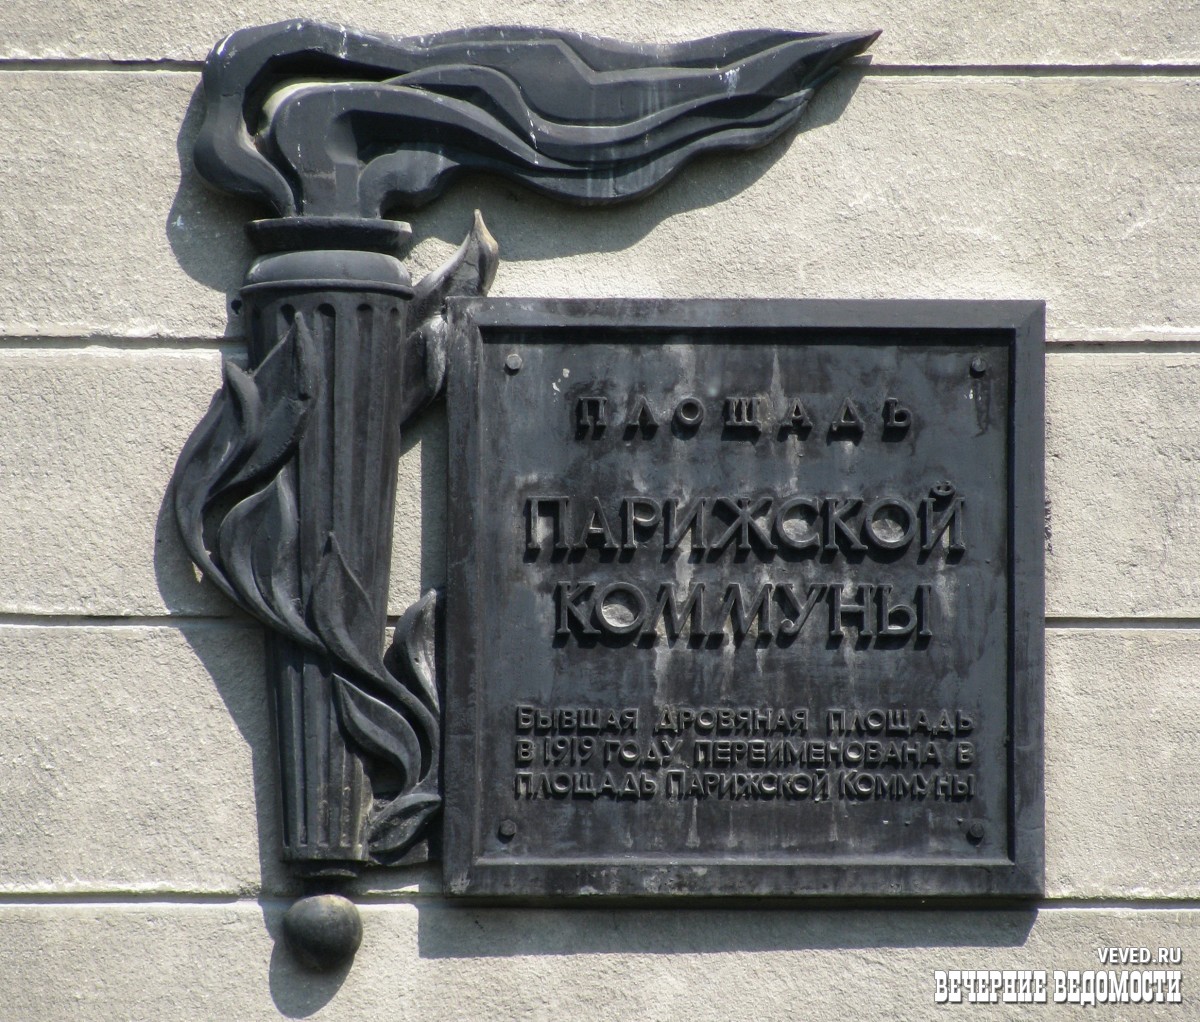 ПЛОЩАДЬ
ПАРИЖСКОЙ
КОММУНЫ
БЫВШАЯ ДРОВЯНАЯ ПЛОЩАДЬ
В 1919 ГОДУ ПЕРЕИМЕНОВАНА В
ПЛОЩАДЬ ПАРИЖСКОЙ КОММУНЫ
VEVED.RU
ВЕЧЕРНИЕ ВЕДОМОСТИ